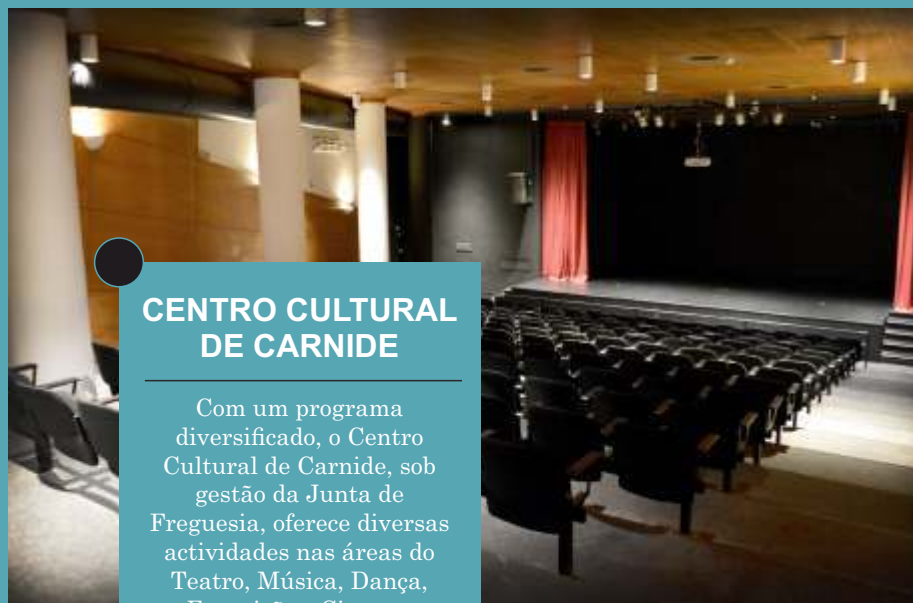 CENTRO CULTURAL
DE CARNIDE
Com um programa
diversificado, o Centro
Cultural de Carnide, sob
gestão da Junta de
Freguesia, oferece diversas
actividades nas áreas do
Teatro, Música, Dança,